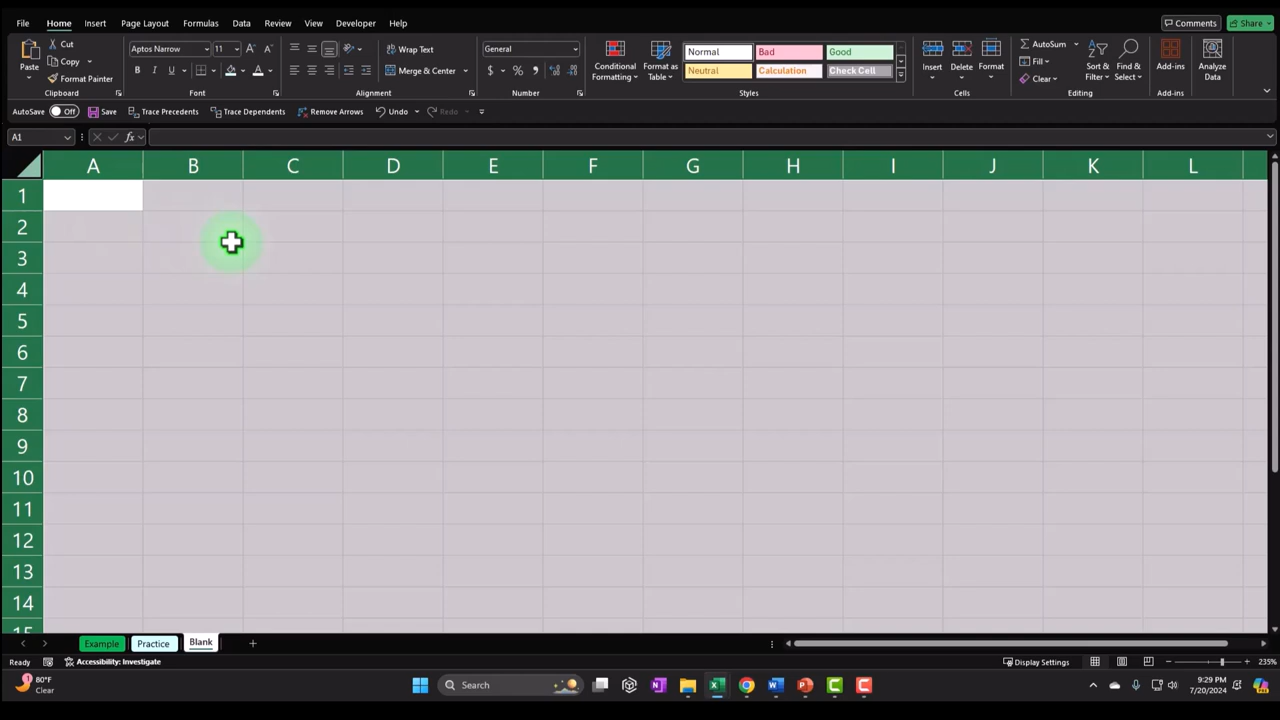 File Home Insert Page Layout Formulas Data Review View Developer Help Comments Share
Paste Cut Copy Format Painter Clipboard
Aptos Narrow 11 A A B I U A Font
Wrap Text Merge & Center Alignment
General $ % , Number
Conditional Formatting Format as Table Normal Bad Good Neutral Calculation Check Cell Styles
Insert Delete Format Cells
AutoSum Fill Clear Sort & Filter Find & Select Editing
Add-ins Add-ins
Analyze Data
AutoSave Off Save Trace Precedents Trace Dependents Remove Arrows Undo Redo
A1 fx
A B C D E F G H I J K L
1
2
3
4
5
6
7
8
9
10
11
12
13
14
15
Example Practice Blank +
Ready Accessibility: Investigate Display Settings 235%
1 80°F Search 9:29 PM
Clear 7/20/2024